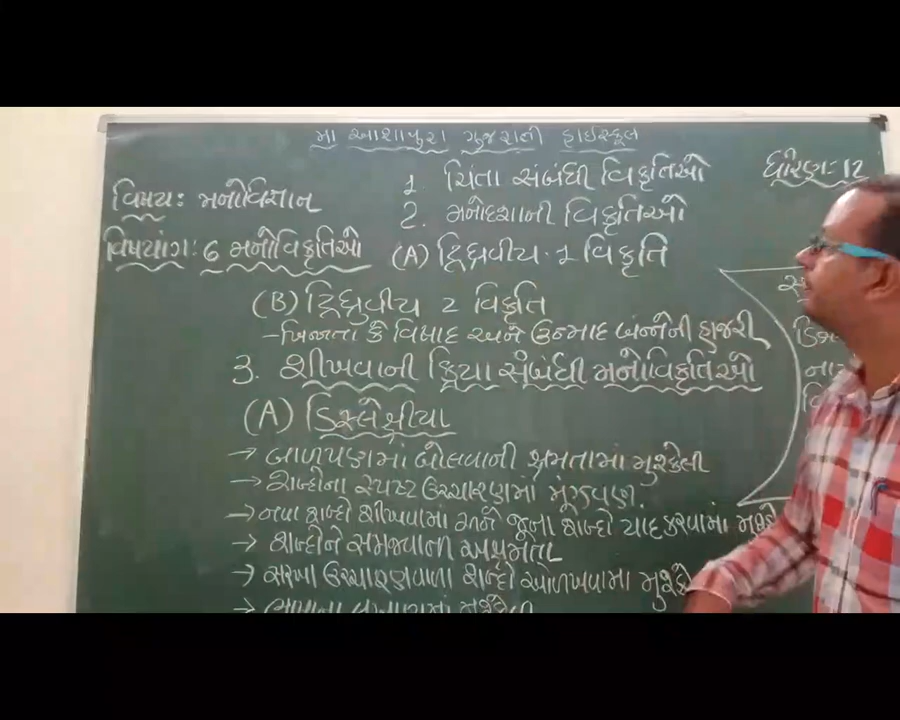 મા આશાપુરા ગુજરાતી હાઈસ્કૂલ
ધોરણ:- 12
વિષય: મનોવિજ્ઞાન
વિષયાંગ: 6 મનોવિકૃતિઓ
1. ચિંતા સંબંધી વિકૃતિઓ
2. મનોદશાની વિકૃતિઓ
(A) દ્વિધ્રુવીય - 1 વિકૃતિ
(B) દ્વિધ્રુવીય 2 વિકૃતિ
- ખિન્નતા કે વિષાદ અને ઉન્માદ બંન્નેની હાજરી
3. શીખવાની ક્રિયા સંબંધી મનોવિકૃતિઓ
(A) ડિસ્લેક્ષીયા
→ બાળપણમાં બોલવાની ક્ષમતામાં મુશ્કેલી
→ શબ્દોના સ્પષ્ટ ઉચ્ચારણમાં મૂંઝવણ.
→ નવા શબ્દો શીખવામાં અને જૂના શબ્દો યાદ કરવામાં
→ શબ્દોને સમજવાની અક્ષમતા
→ સરખા ઉચ્ચારણવાળા શબ્દો ઓળખવામા